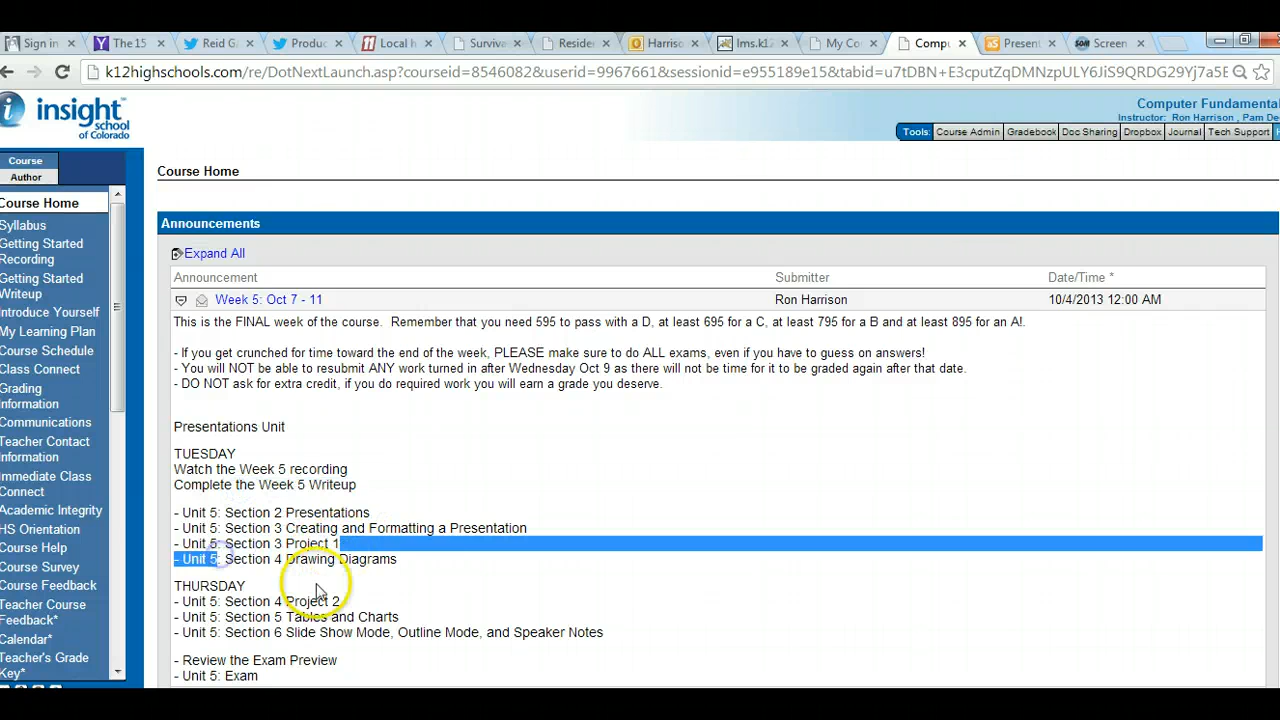 Sign in
The 15
Reid G
Produc
Local h
Surviva
Reside
Harriso
lms.k12
My Co
Compu
Present
Screen
k12highschools.com/re/DotNextLaunch.asp?courseid=8546082&userid=9967661&sessionid=e955189e15&tabid=u7tDBN+E3cputZqDMNzpULY6JiS9QRDG29Yj7a5E
insight
school
of Colorado
Computer Fundamenta
Instructor: Ron Harrison , Pam De
Tools: Course Admin Gradebook Doc Sharing Dropbox Journal Tech Support
Course
Author
Course Home
Syllabus
Getting Started
Recording
Getting Started
Writeup
Introduce Yourself
My Learning Plan
Course Schedule
Class Connect
Grading
Information
Communications
Teacher Contact
Information
Immediate Class
Connect
Academic Integrity
HS Orientation
Course Help
Course Survey
Course Feedback
Teacher Course
Feedback*
Calendar*
Teacher's Grade
Key*
Course Home
Announcements
Expand All
Announcement Submitter Date/Time *
Week 5: Oct 7 - 11 Ron Harrison 10/4/2013 12:00 AM
This is the FINAL week of the course. Remember that you need 595 to pass with a D, at least 695 for a C, at least 795 for a B and at least 895 for an A!.
- If you get crunched for time toward the end of the week, PLEASE make sure to do ALL exams, even if you have to guess on answers!
- You will NOT be able to resubmit ANY work turned in after Wednesday Oct 9 as there will not be time for it to be graded again after that date.
- DO NOT ask for extra credit, if you do required work you will earn a grade you deserve.
Presentations Unit
TUESDAY
Watch the Week 5 recording
Complete the Week 5 Writeup
- Unit 5: Section 2 Presentations
- Unit 5: Section 3 Creating and Formatting a Presentation
- Unit 5: Section 3 Project 1
- Unit 5: Section 4 Drawing Diagrams
THURSDAY
- Unit 5: Section 4 Project 2
- Unit 5: Section 5 Tables and Charts
- Unit 5: Section 6 Slide Show Mode, Outline Mode, and Speaker Notes
- Review the Exam Preview
- Unit 5: Exam